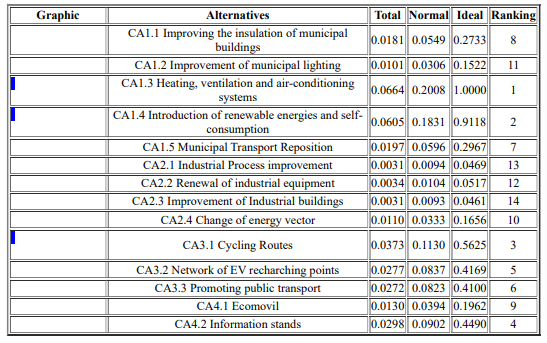 Graphic Alternatives Total Normal Ideal Ranking
CA1.1 Improving the insulation of municipal
buildings 0.0181 0.0549 0.2733 8
CA1.2 Improvement of municipal lighting 0.0101 0.0306 0.1522 11
CA1.3 Heating, ventilation and air-conditioning
systems 0.0664 0.2008 1.0000 1
CA1.4 Introduction of renewable energies and self-
consumption 0.0605 0.1831 0.9118 2
CA1.5 Municipal Transport Reposition 0.0197 0.0596 0.2967 7
CA2.1 Industrial Process improvement 0.0031 0.0094 0.0469 13
CA2.2 Renewal of industrial equipment 0.0034 0.0104 0.0517 12
CA2.3 Improvement of Industrial buildings 0.0031 0.0093 0.0461 14
CA2.4 Change of energy vector 0.0110 0.0333 0.1656 10
CA3.1 Cycling Routes 0.0373 0.1130 0.5625 3
CA3.2 Network of EV recharching points 0.0277 0.0837 0.4169 5
CA3.3 Promoting public transport 0.0272 0.0823 0.4100 6
CA4.1 Ecomovil 0.0130 0.0394 0.1962 9
CA4.2 Information stands 0.0298 0.0902 0.4490 4